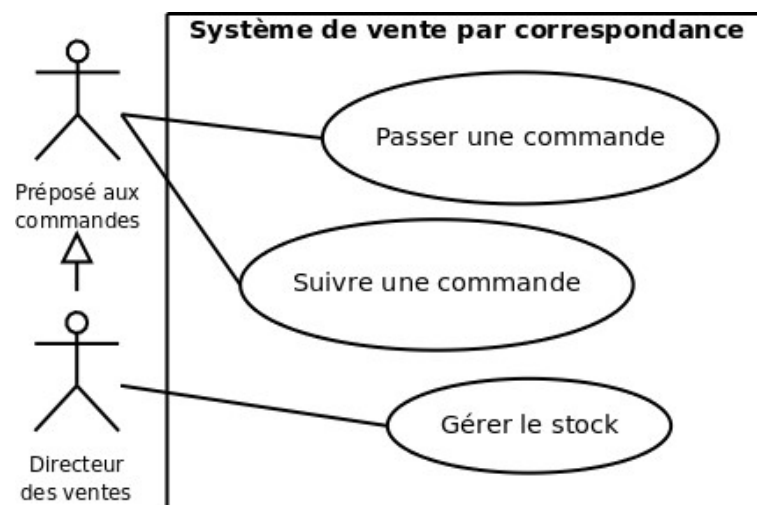 Système de vente par correspondance
Passer une commande
Préposé aux
commandes
Suivre une commande
Gérer le stock
Directeur
des ventes